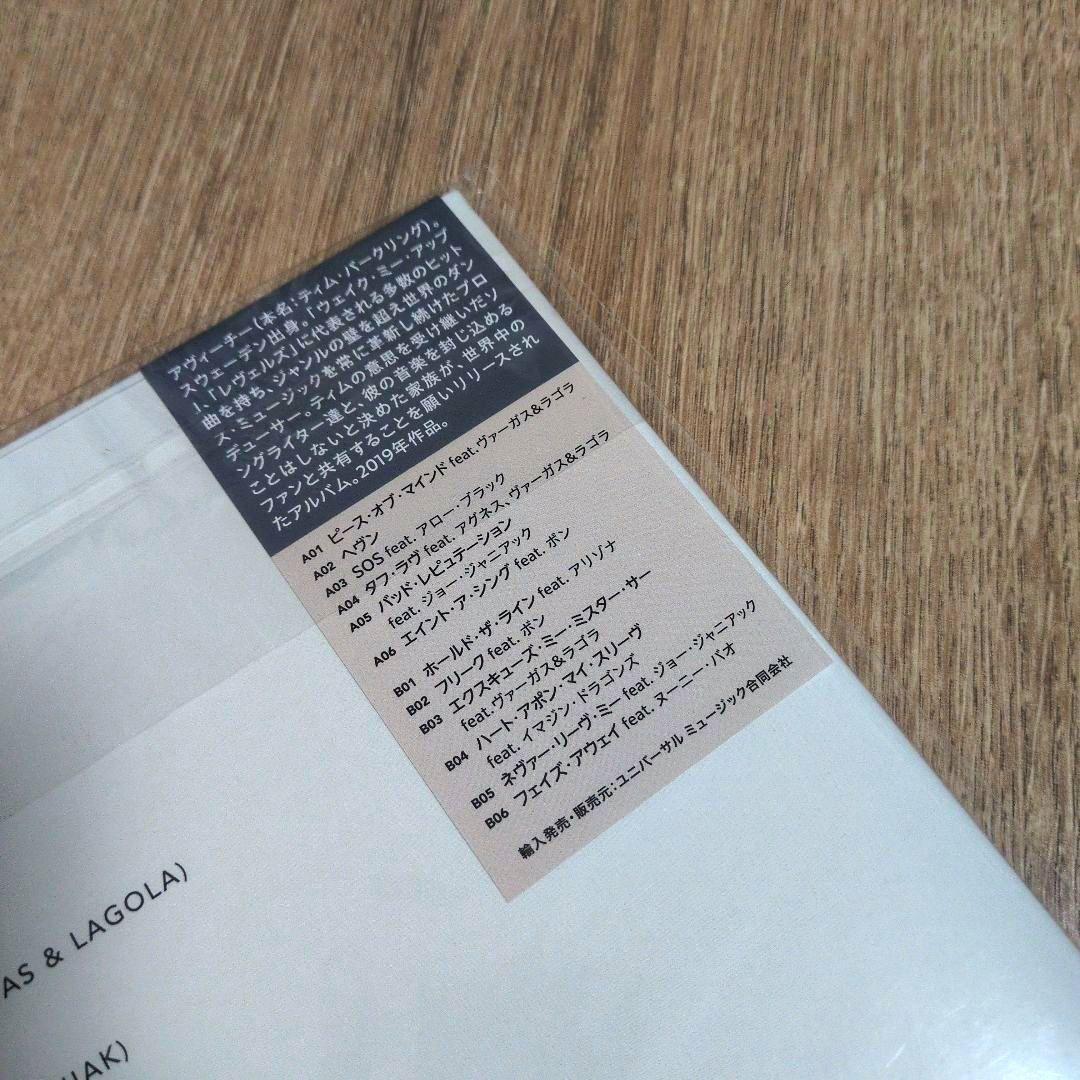 アヴィーチー(本名:ティム・バークリング)。
スウェーデン出身。「ウェイク・ミー・アップ
」、「レヴェルズ」に代表される多数のヒット
曲を持ち、ジャンルの壁を超え世界のダン
ス・ミュージックを常に革新し続けたプロ
デューサー。ティムの意思を受け継いだソ
ングライター達と、彼の音楽を封じ込める
ことはしないと決めた家族が、世界中の
ファンと共有することを願いリリースされ
たアルバム。2019年作品。
A01 ピース・オブ・マインド feat. ヴァーガス&ラゴラ
A02 ヘヴン
A03 SOS feat. アロー・ブラック
A04 タフ・ラヴ feat. アグネス、ヴァーガス&ラゴラ
A05 バッド・レピュテーション
feat. ジョー・ジャニアック
A06 エイント・ア・シング feat. ボン
B01 ホールド・ザ・ライン feat. アリゾナ
B02 フリーク feat. ボン
B03 エクスキューズ・ミー・ミスター・サー
feat. ヴァーガス&ラゴラ
B04 ハート・アポン・マイ・スリーヴ
feat. イマジン・ドラゴンズ
B05 ネヴァー・リーヴ・ミー feat. ジョー・ジャニアック
B06 フェイズ・アウェイ feat. ヌーニー・バオ
輸入発売・販売元:ユニバーサル ミュージック合同会社
AS & LAGOLA)
IAK)